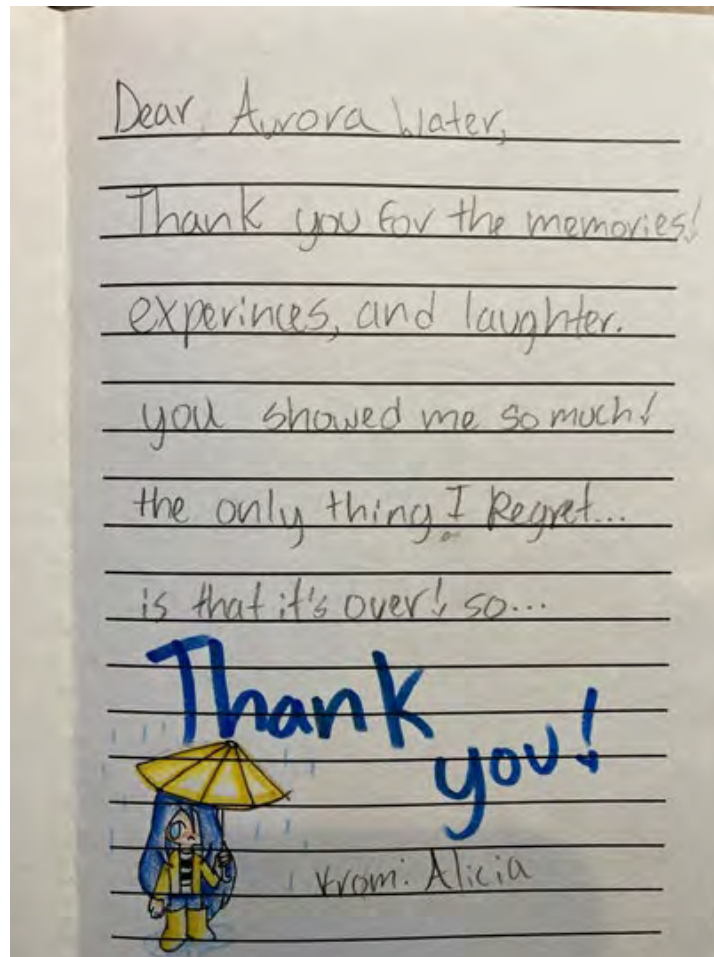 Dear, Aurora Water,
Thank you for the memories!
experinces, and laughter.
you showed me so much!
the only thing I Regret...
is that it's over! so...
Thank
you!
From: Alicia